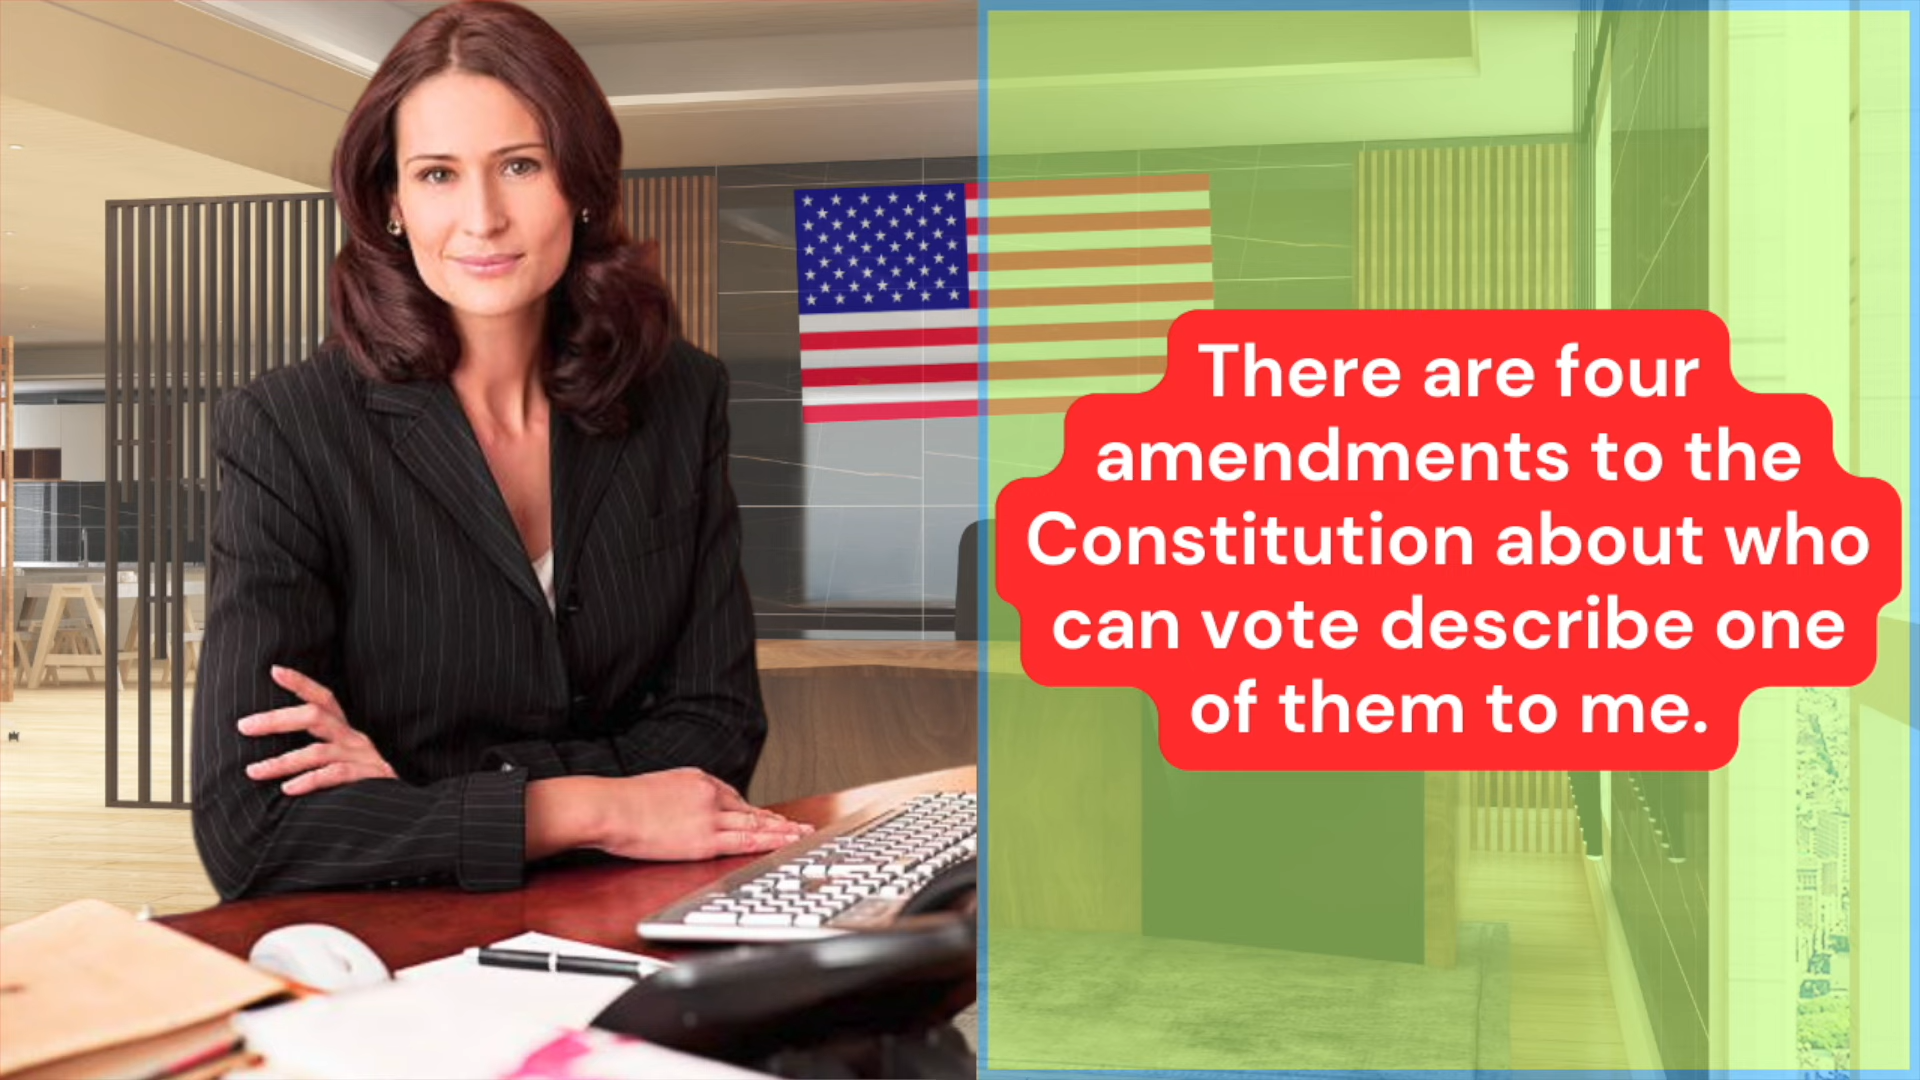 There are four
amendments to the
Constitution about who
can vote describe one
of them to me.